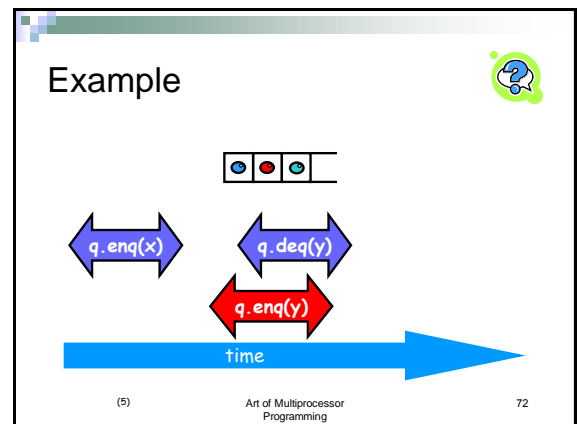 Example
?
q.enq(x)
q.deq(y)
q.enq(y)
time
(5)
Art of Multiprocessor
Programming
72